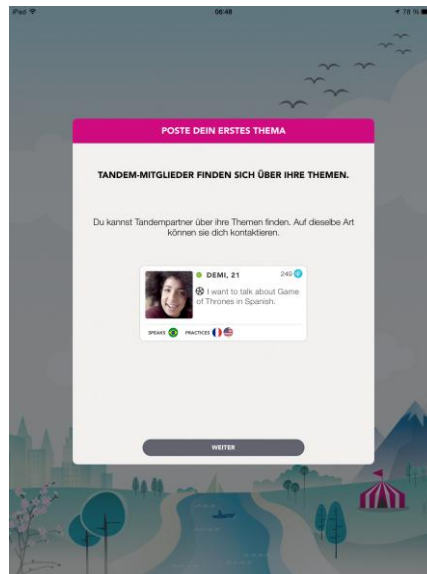 iPad 06:48 78 %
POSTE DEIN ERSTES THEMA
TANDEM-MITGLIEDER FINDEN SICH ÜBER IHRE THEMEN.
Du kannst Tandempartner über ihre Themen finden. Auf dieselbe Art
können sie dich kontaktieren.
DEMI, 21 249
I want to talk about Game
of Thrones in Spanish.
SPEAKS PRACTICES
WEITER